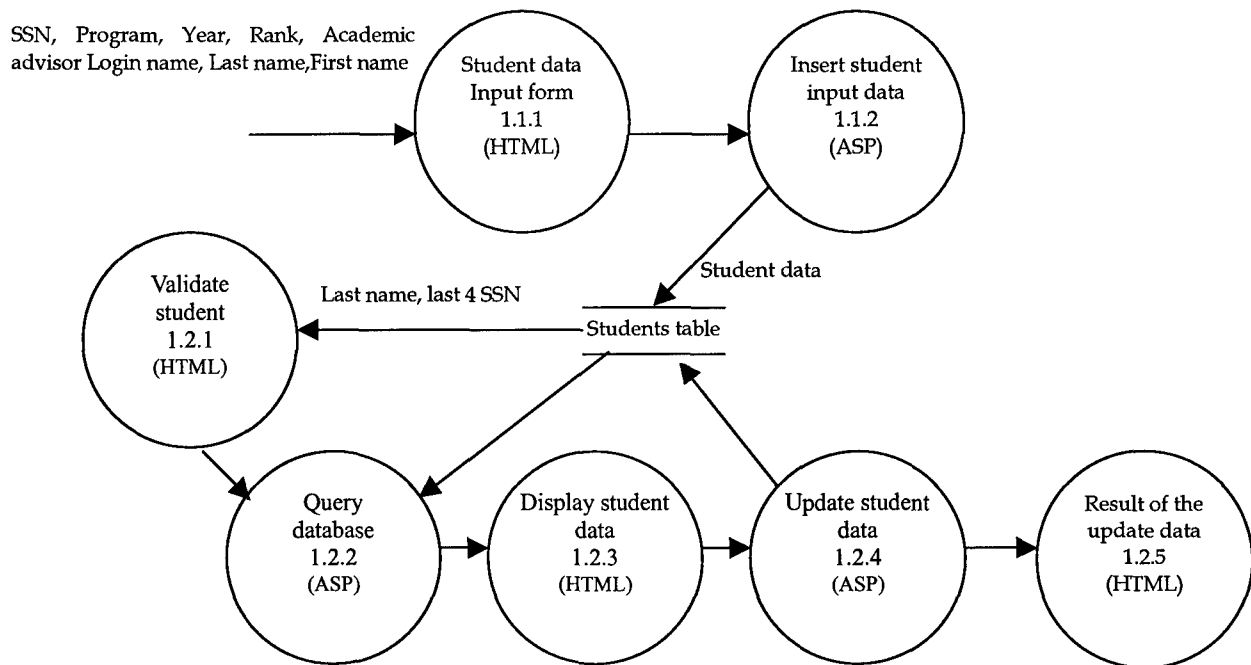 SSN, Program, Year, Rank, Academic
advisor Login name, Last name,First name
Student data
Input form
1.1.1
(HTML)
Insert student
input data
1.1.2
(ASP)
Student data
Validate
student
1.2.1
(HTML)
Last name, last 4 SSN
Students table
Query
database
1.2.2
(ASP)
Display student
data
1.2.3
(HTML)
Update student
data
1.2.4
(ASP)
Result of the
update data
1.2.5
(HTML)